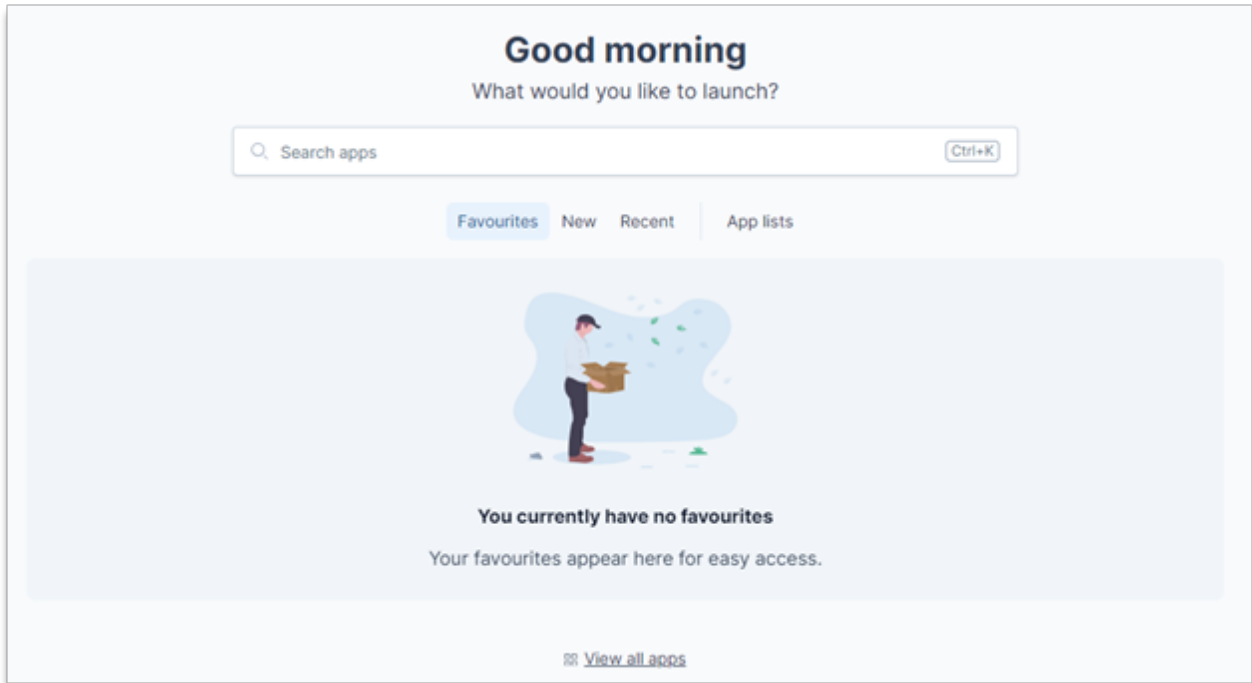 Good morning
What would you like to launch?
Search apps
Ctrl+K
Favourites New Recent App lists
You currently have no favourites
Your favourites appear here for easy access.
View all apps